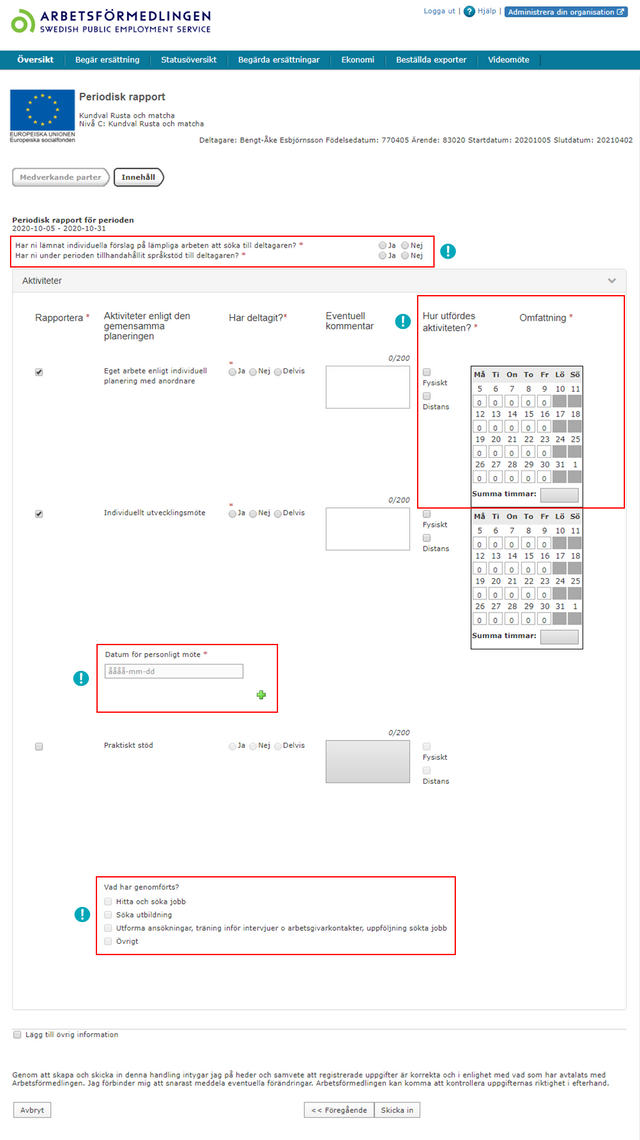 ARBETSFÖRMEDLINGEN
SWEDISH PUBLIC EMPLOYMENT SERVICE
Logga ut | ? Hjälp | Administrera din organisation
Översikt Begär ersättning Statusöversikt Begärda ersättningar Ekonomi Beställda exporter Videomöte
Periodisk rapport
Kundval Rusta och matcha
Nivå C: Kundval Rusta och matcha
EUROPEISKA UNIONEN
Europeiska socialfonden
Deltagare: Bengt-Åke Esbjörnsson Födelsedatum: 770405 Ärende: 83020 Startdatum: 20201005 Slutdatum: 20210402
Medverkande parter Innehåll
Periodisk rapport för perioden
2020-10-05 - 2020-10-31
Har ni lämnat individuella förslag på lämpliga arbeten att söka till deltagaren? * Ja Nej
Har ni under perioden tillhandahållit språkstöd till deltagaren? * Ja Nej
!
Aktiviteter
Rapportera *
Aktiviteter enligt den
gemensamma
planeringen
Har deltagit?*
Eventuell
kommentar
!
Hur utfördes
aktiviteten? *
Omfattning *
0/200
Eget arbete enligt individuell
planering med anordnare
*
Ja Nej Delvis
Fysiskt
Distans
Må Ti On To Fr Lö Sö
5 6 7 8 9 10 11
0 0 0 0 0
12 13 14 15 16 17 18
0 0 0 0 0
19 20 21 22 23 24 25
0 0 0 0 0
26 27 28 29 30 31 1
0 0 0 0 0
Summa timmar:
0/200
Individuellt utvecklingsmöte
*
Ja Nej Delvis
Fysiskt
Distans
Må Ti On To Fr Lö Sö
5 6 7 8 9 10 11
0 0 0 0 0
12 13 14 15 16 17 18
0 0 0 0 0
19 20 21 22 23 24 25
0 0 0 0 0
26 27 28 29 30 31 1
0 0 0 0 0
Summa timmar:
Datum för personligt möte *
!
åååå-mm-dd
0/200
Praktiskt stöd
Ja Nej Delvis
Fysiskt
Distans
Vad har genomförts?
Hitta och söka jobb
!
Söka utbildning
Utforma ansökningar, träning inför intervjuer o arbetsgivarkontakter, uppföljning sökta jobb
Övrigt
Lägg till övrig information
Genom att skapa och skicka in denna handling intygar jag på heder och samvete att registrerade uppgifter är korrekta och i enlighet med vad som har avtalats med
Arbetsförmedlingen. Jag förbinder mig att snarast meddela eventuella förändringar. Arbetsförmedlingen kan komma att kontrollera uppgifternas riktighet i efterhand.
Avbryt << Föregående Skicka in